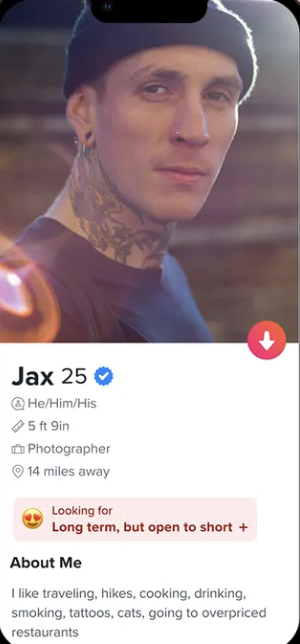 Jax 25
He/Him/His
5 ft 9in
Photographer
14 miles away
Looking for
Long term, but open to short +
About Me
I like traveling, hikes, cooking, drinking,
smoking, tattoos, cats, going to overpriced
restaurants